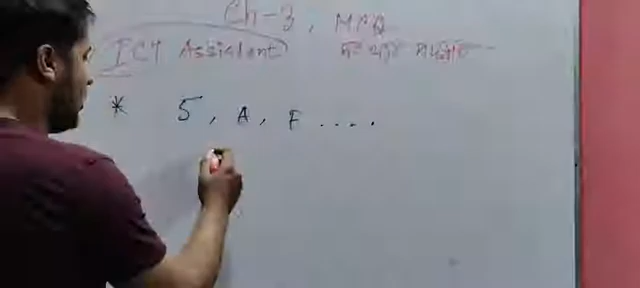 Ch-3, MCQ
ICT Assistant
* 5, A, F ....